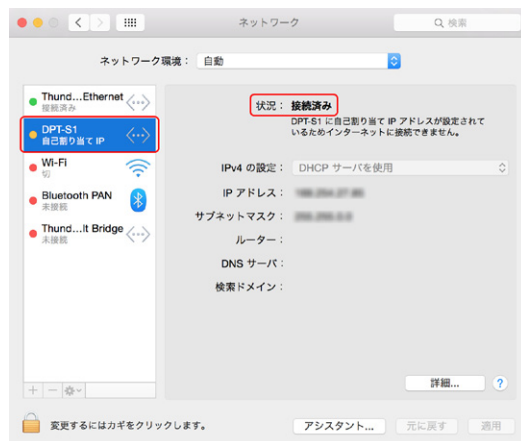 ネットワーク
検索
ネットワーク環境： 自動
Thund...Ethernet
接続済み
DPT-S1
自己割り当て IP
Wi-Fi
切
Bluetooth PAN
未接続
Thund...lt Bridge
未接続
状況： 接続済み
DPT-S1 に自己割り当て IP アドレスが設定されて
いるためインターネットに接続できません。
IPv4 の設定： DHCP サーバを使用
IP アドレス：
サブネットマスク：
ルーター：
DNS サーバ：
検索ドメイン：
詳細... ?
変更するにはカギをクリックします。
アシスタント... 元に戻す 適用